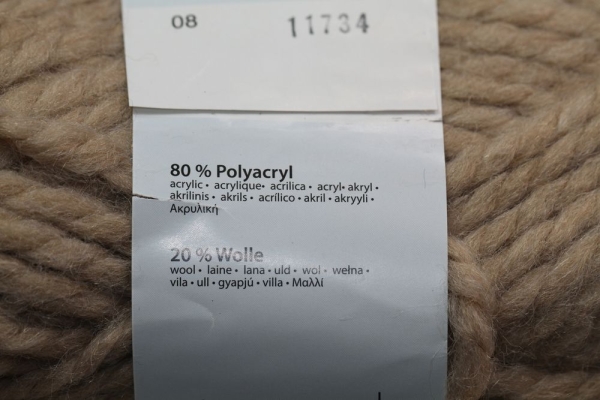 08 11734
80 % Polyacryl
acrylic • acrylique• acrilica • acryl• akryl •
akrilinis • akrils • acrílico • akril • akryyli •
Ακρυλική
20 % Wolle
wool • laine • lana • uld • wol • wełna •
vila • ull • gyapjú • villa • Μαλλί